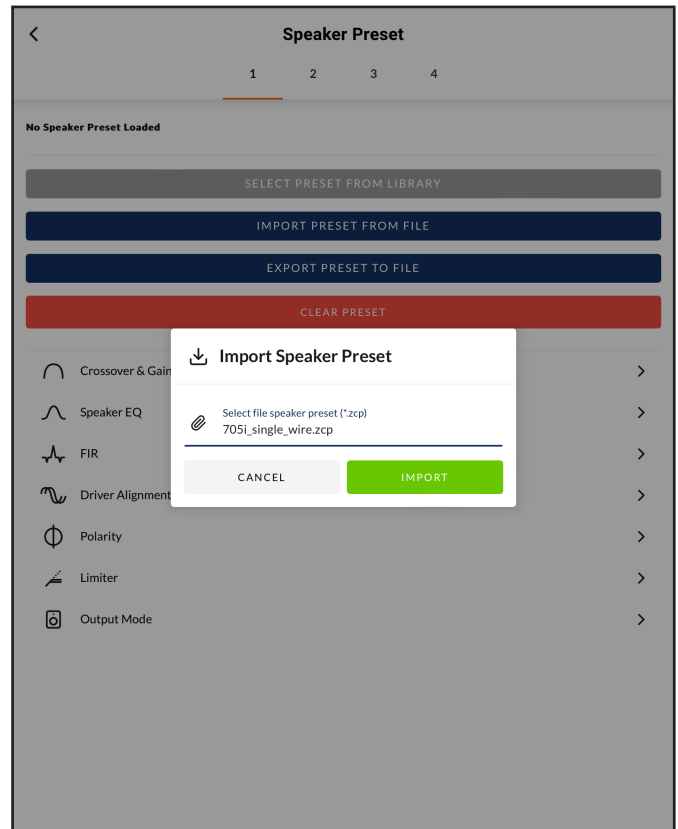 Speaker Preset
1 2 3 4
No Speaker Preset Loaded
SELECT PRESET FROM LIBRARY
IMPORT PRESET FROM FILE
EXPORT PRESET TO FILE
CLEAR PRESET
Import Speaker Preset
Select file speaker preset (*.zcp)
705i_single_wire.zcp
CANCEL IMPORT
Crossover & Gain
Speaker EQ
FIR
Driver Alignment
Polarity
Limiter
Output Mode